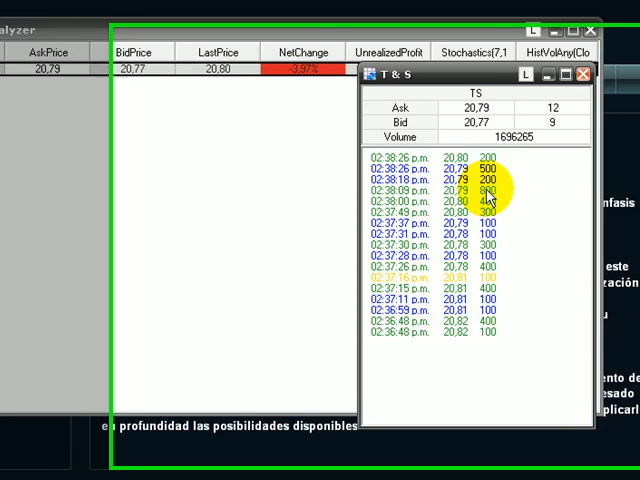 alyzer
L
AskPrice BidPrice LastPrice NetChange UnrealizedProfit Stochastics(7,1 HistVolAny(Clo
20,79 20,77 20,80 -3,97%
T & S L
TS
Ask 20,79 12
Bid 20,77 9
Volume 1696265
02:38:26 p.m. 20,80 200
02:38:26 p.m. 20,79 500
02:38:18 p.m. 20,79 200
02:38:09 p.m. 20,79 800
02:38:00 p.m. 20,80
02:37:49 p.m. 20,80 300
02:37:37 p.m. 20,79 100
02:37:31 p.m. 20,78 100
02:37:30 p.m. 20,78 300
02:37:28 p.m. 20,78 100
02:37:26 p.m. 20,78 400
02:37:16 p.m. 20,81 100
02:37:15 p.m. 20,81 400
02:37:11 p.m. 20,81 100
02:36:59 p.m. 20,81 100
02:36:48 p.m. 20,82 400
02:36:48 p.m. 20,82 100
nfasis
este
zación
u
nto de
esado
plicarl
en profundidad las posibilidades disponibles